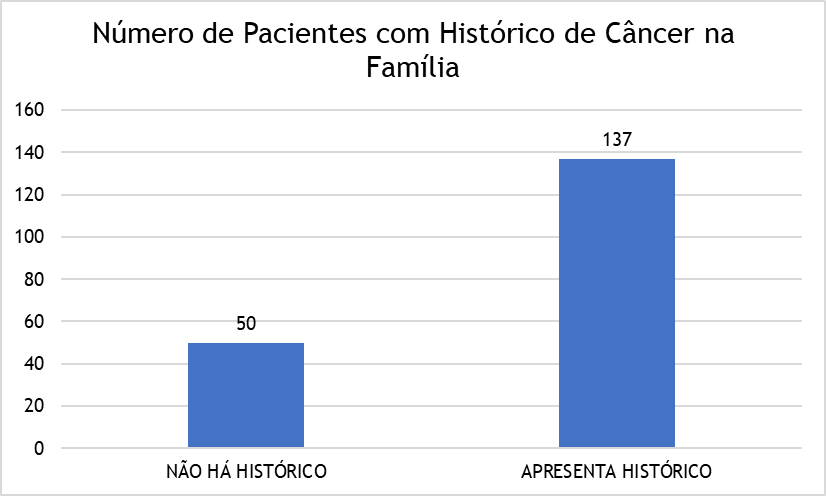 Número de Pacientes com Histórico de Câncer na
Família
160
140
120
100
80
60
40
20
0
137
50
NÃO HÁ HISTÓRICO
APRESENTA HISTÓRICO